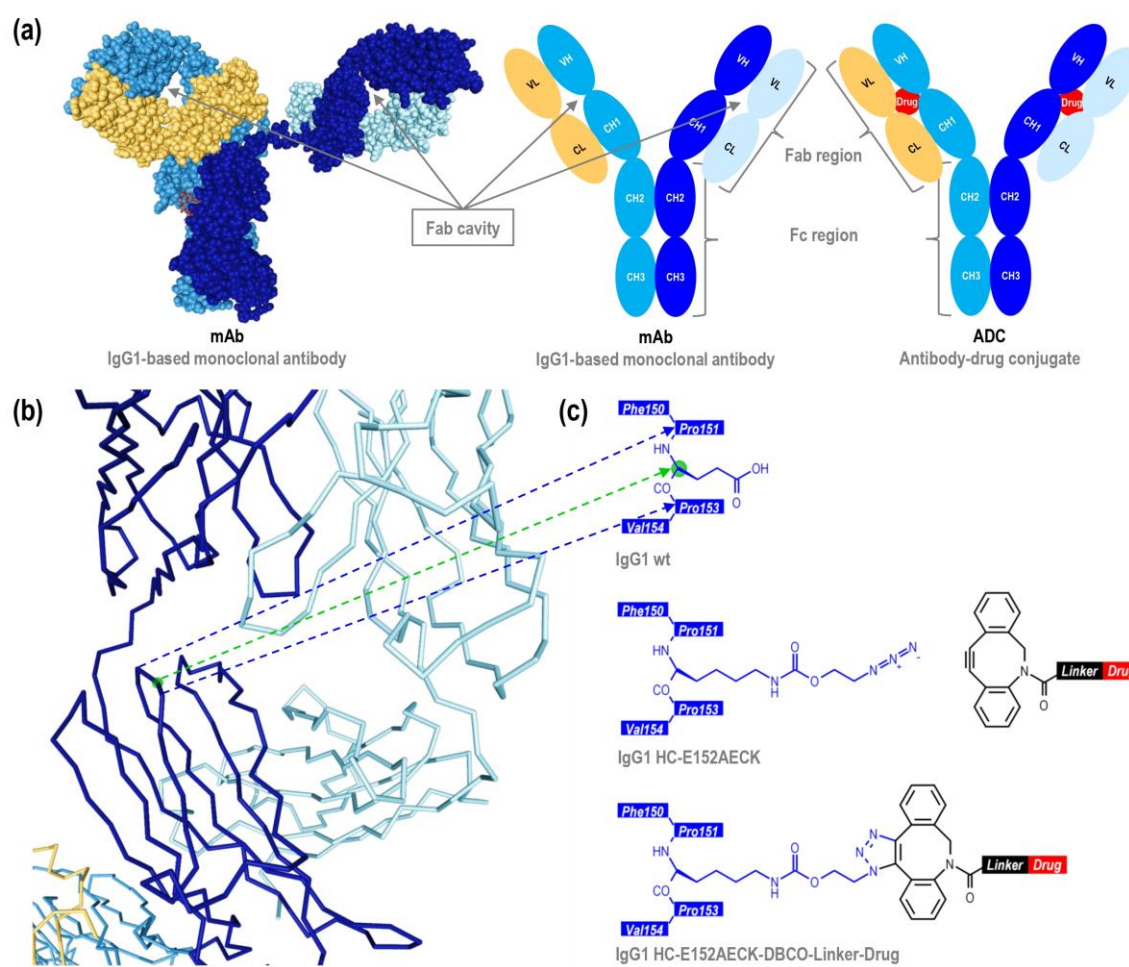 (a)
VH
VL
CH1
CL
CH2
CH2
CH3
CH3
VH
VL
CH1
CL
Fab cavity
Fab region
Fc region
VL
VH
Drug
CH1
CL
CH2
CH2
CH3
CH3
VH
VL
Drug
CH1
CL
mAb
IgG1-based monoclonal antibody
mAb
IgG1-based monoclonal antibody
ADC
Antibody-drug conjugate
(b)
(c)
Phe150
Pro151
HN
OH
CO
O
Pro153
Val154
IgG1 wt
Phe150
Pro151
HN
O
N
N
N
+
-
N
H
O
CO
Pro153
Val154
N
O
Linker Dru
IgG1 HC-E152AECK
Phe150
Pro151
HN
O
N
N
N
N
H
O
CO
Pro153
Val154
N
O
Linker Drug
IgG1 HC-E152AECK-DBCO-Linker-Drug